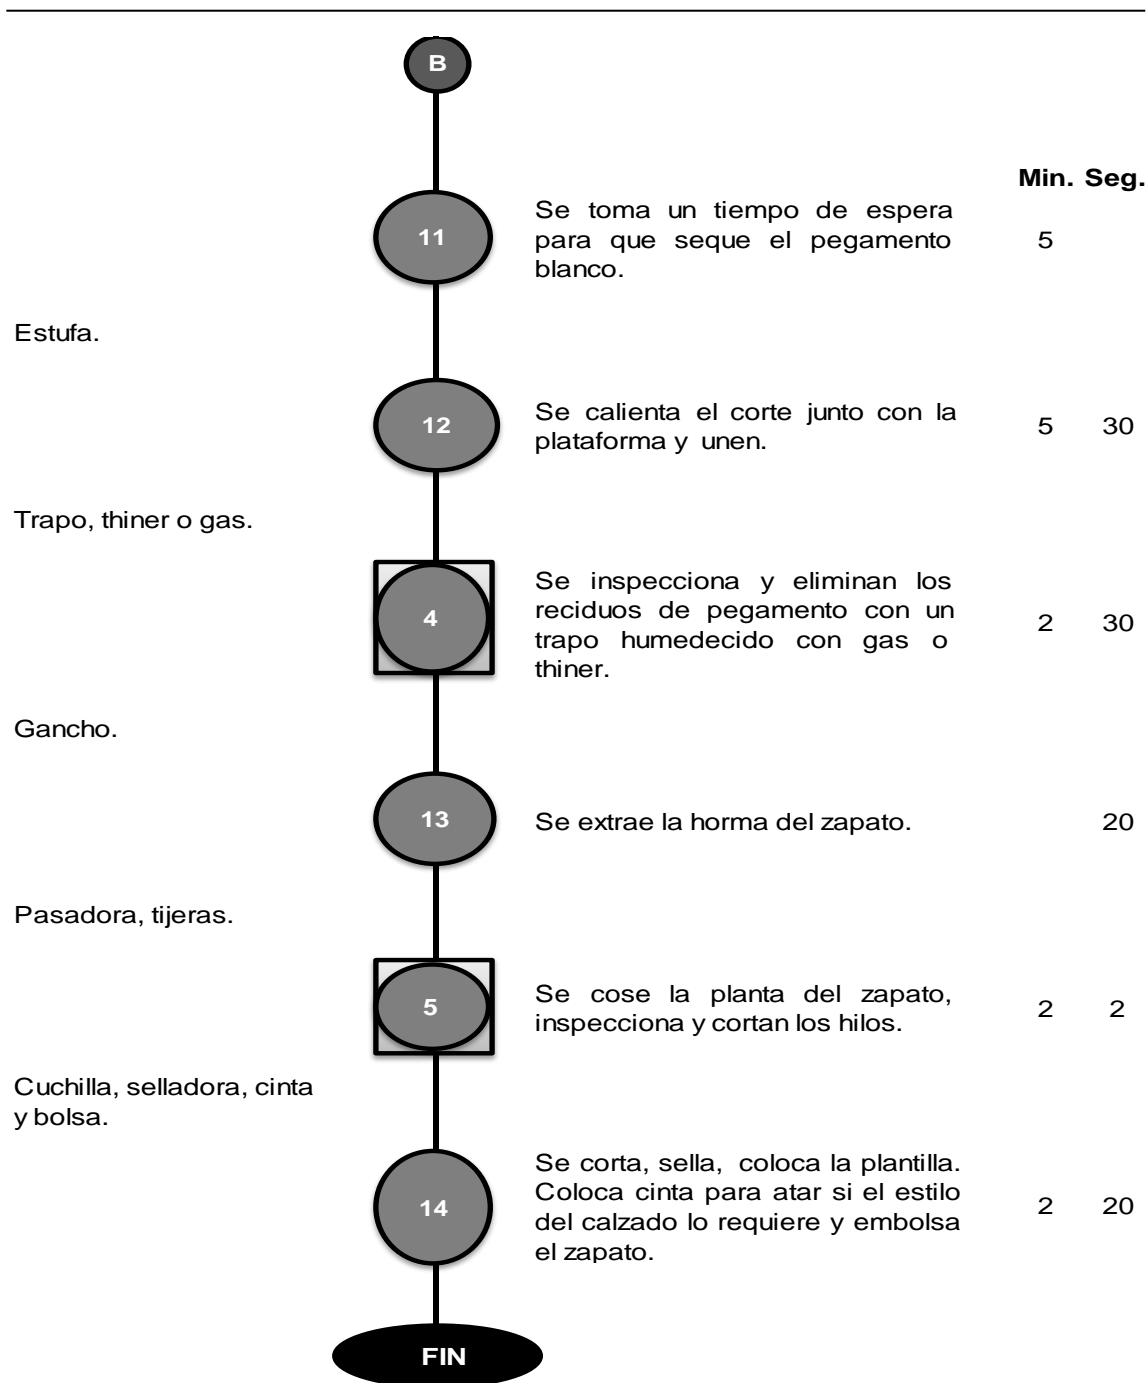 B
Min. Seg.
11
Se toma un tiempo de espera
para que seque el pegamento
blanco.
5
Estufa.
12
Se calienta el corte junto con la
plataforma y unen.
5 30
Trapo, thiner o gas.
4
Se inspecciona y eliminan los
reciduos de pegamento con un
trapo humedecido con gas o
thiner.
2 30
Gancho.
13
Se extrae la horma del zapato.
20
Pasadora, tijeras.
5
Se cose la planta del zapato,
inspecciona y cortan los hilos.
2 2
Cuchilla, selladora, cinta
y bolsa.
14
Se corta, sella, coloca la plantilla.
Coloca cinta para atar si el estilo
del calzado lo requiere y embolsa
el zapato.
2 20
FIN